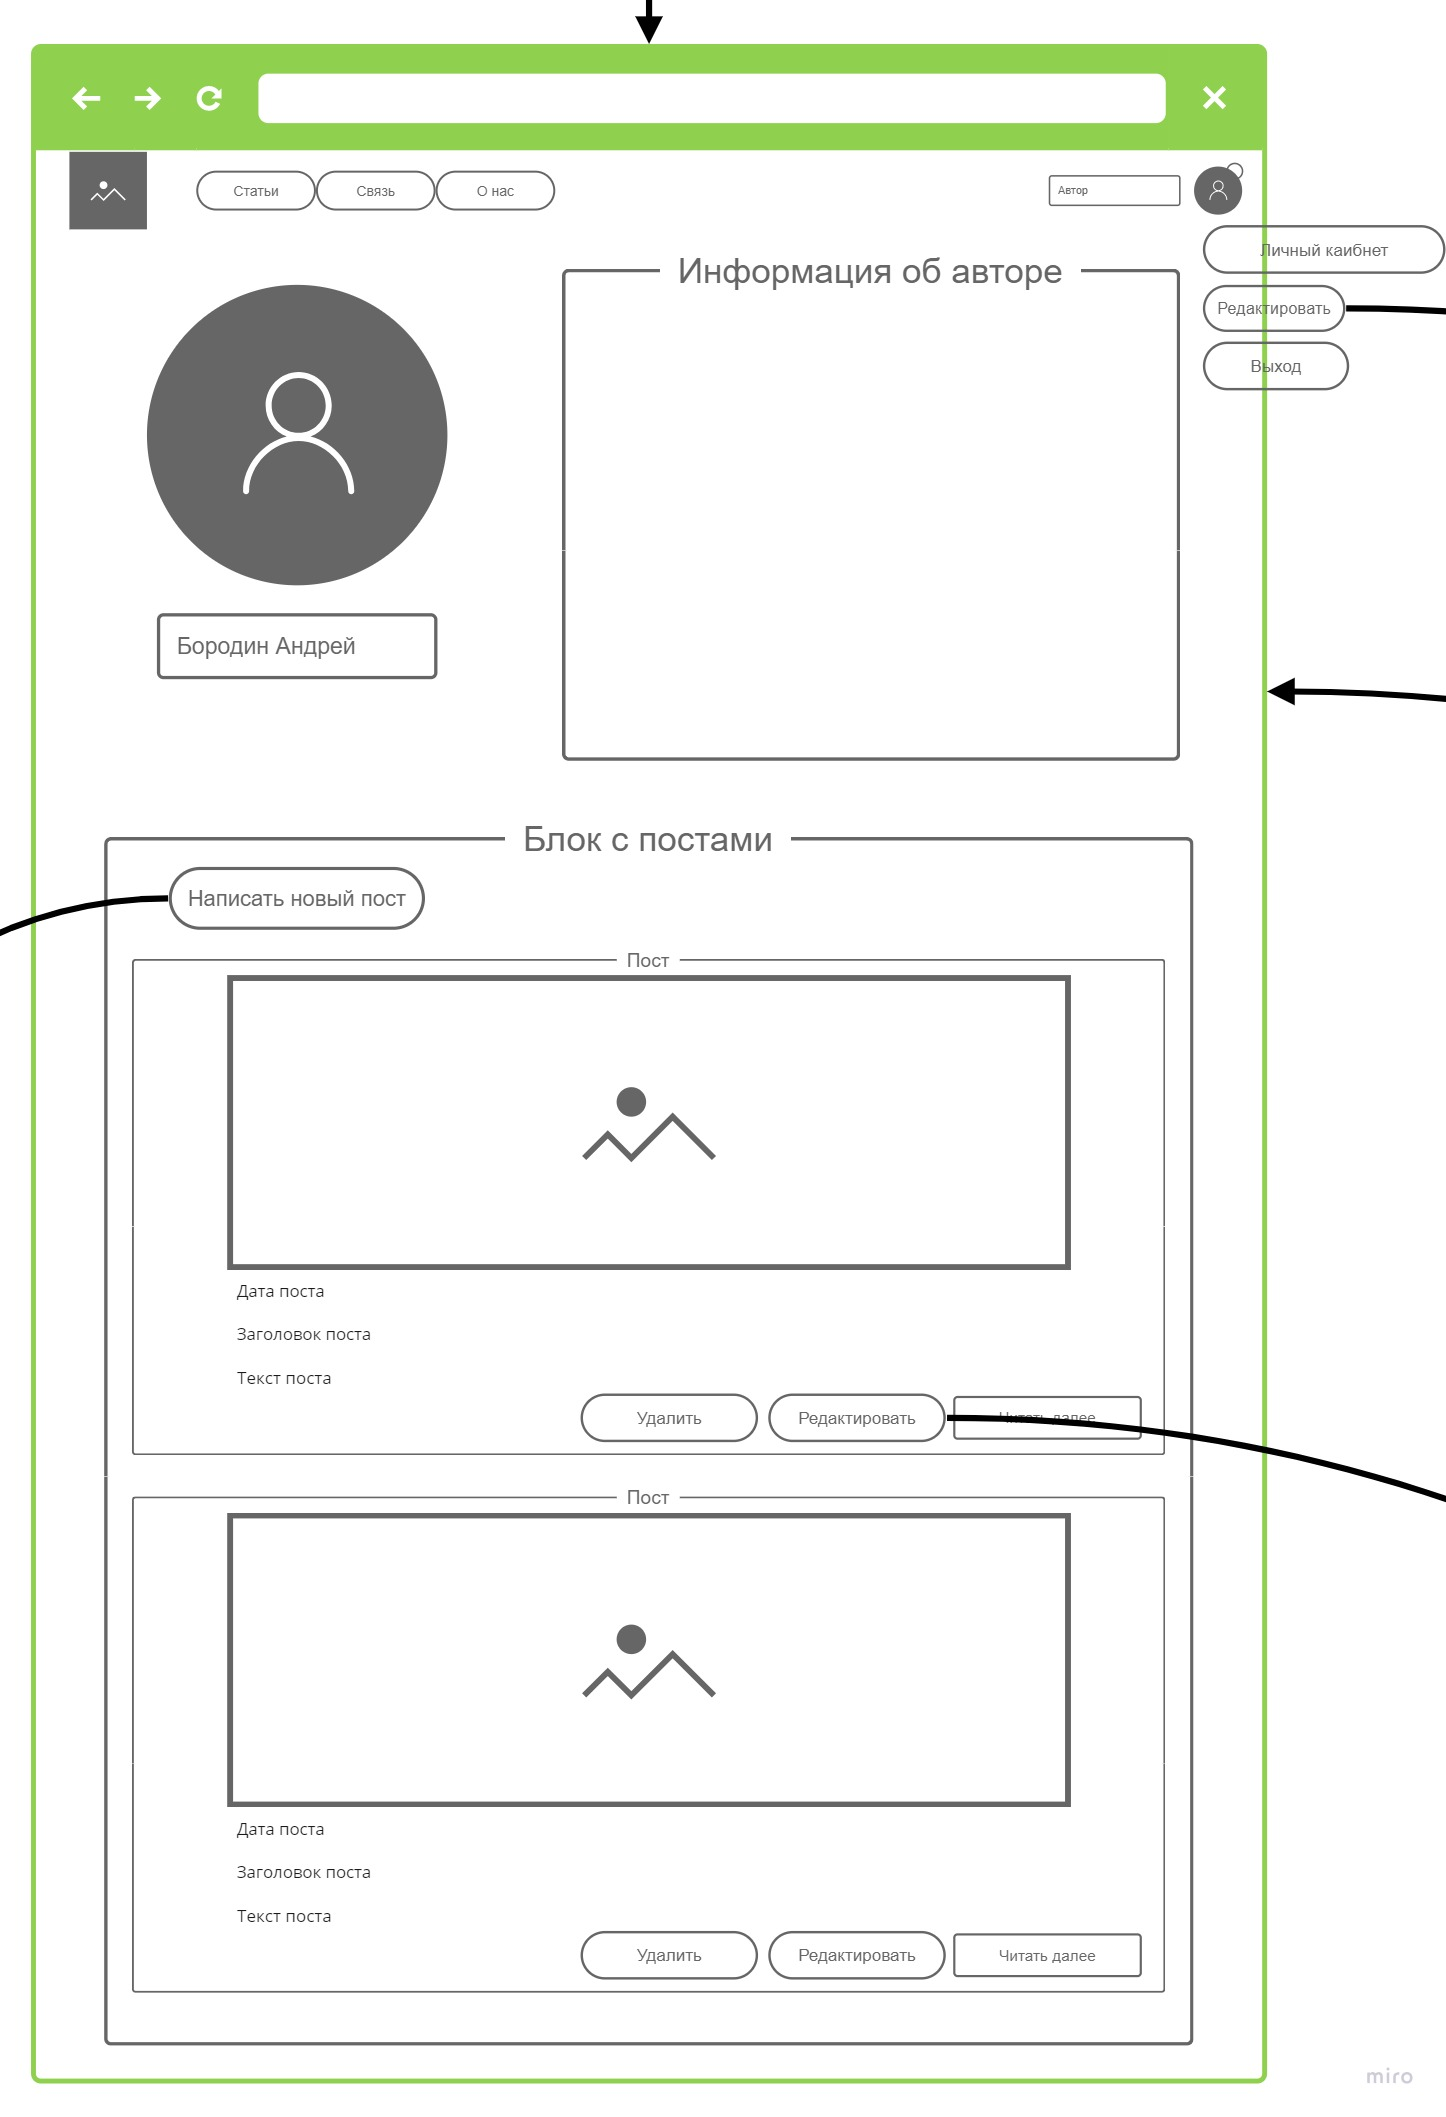 Статьи
Связь
О нас
Автор
Личный каибнет
Редактировать
Выход
Информация об авторе
Бородин Андрей
Блок с постами
Написать новый пост
Пост
Дата поста
Заголовок поста
Текст поста
Удалить
Редактировать
Читать далее
Пост
Дата поста
Заголовок поста
Текст поста
Удалить
Редактировать
Читать далее
miro